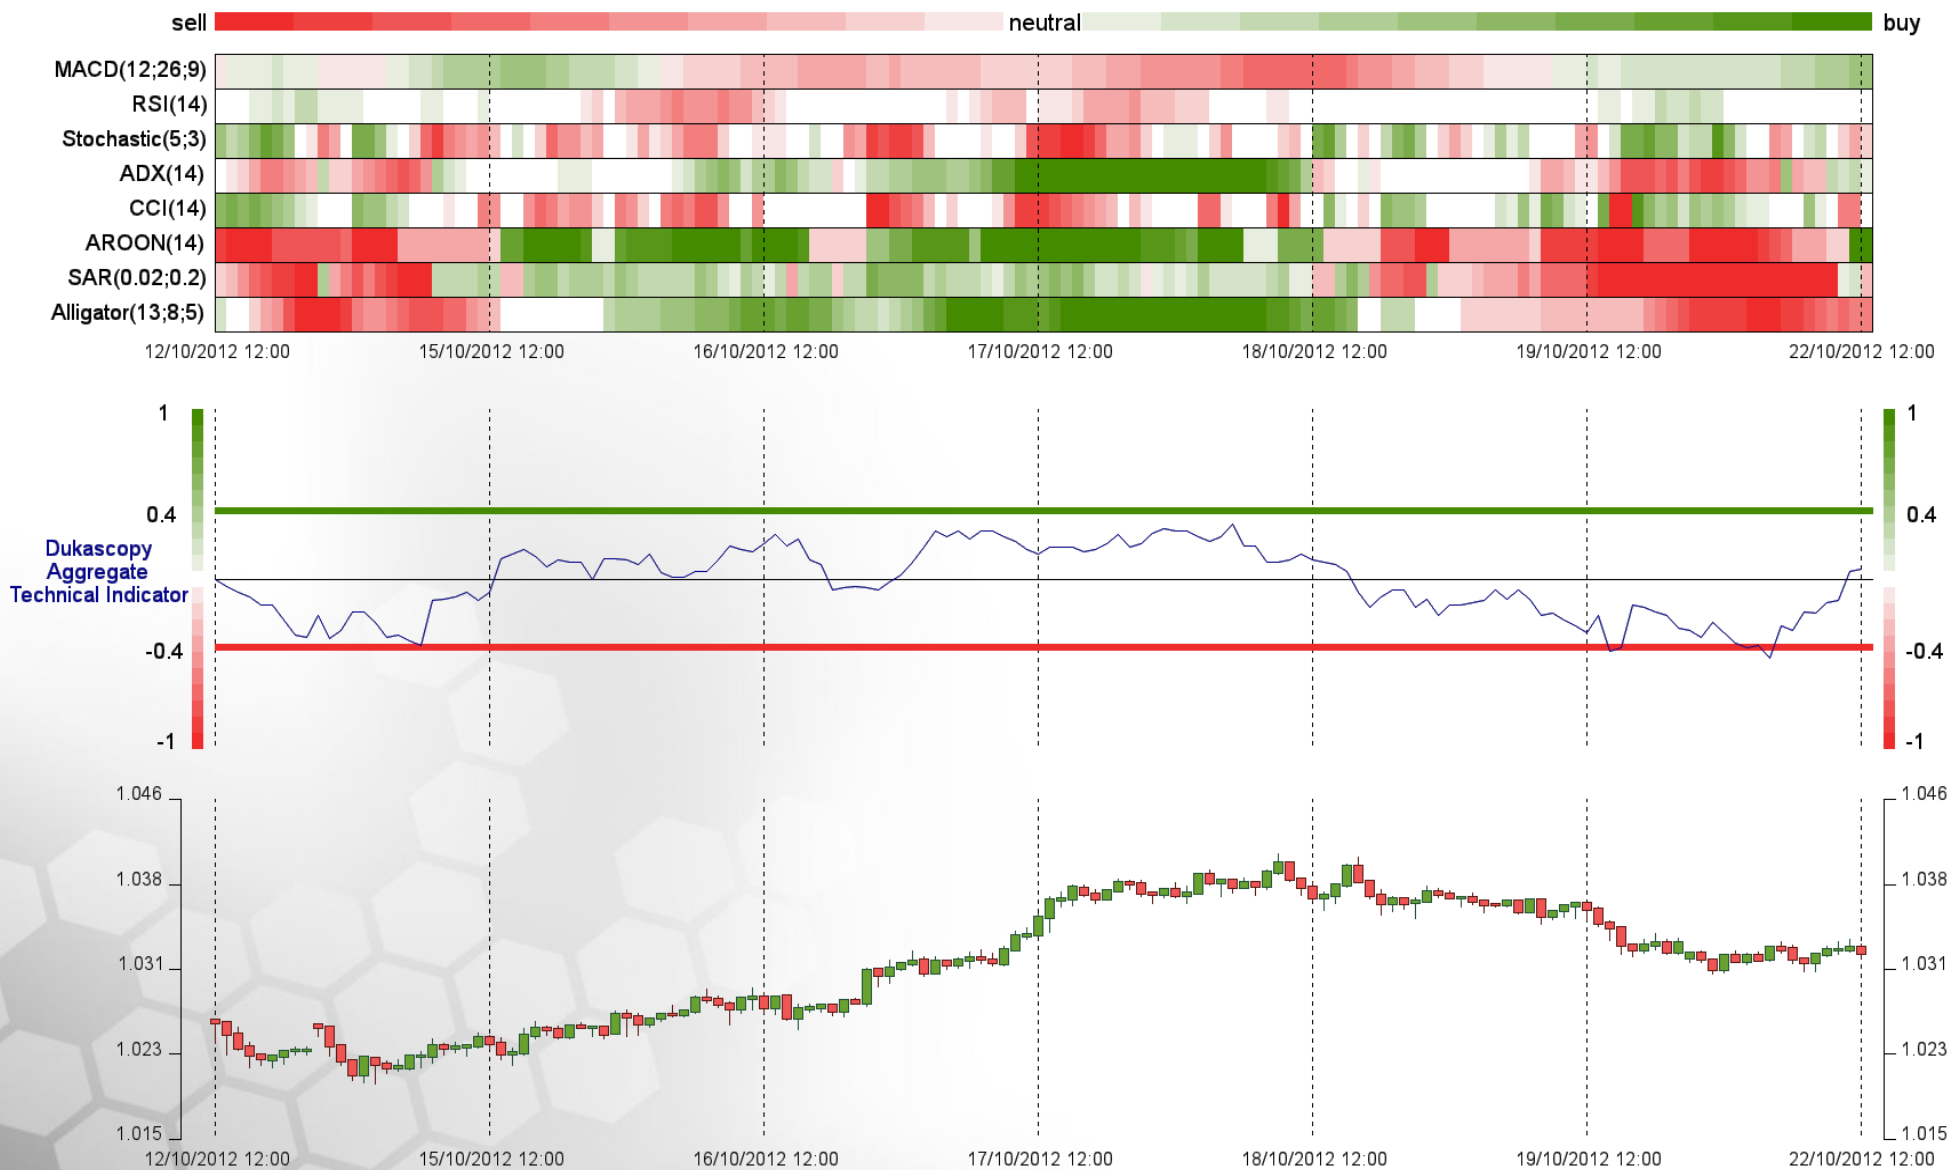 sell neutral buy
MACD(12;26;9)
RSI(14)
Stochastic(5;3)
ADX(14)
CCI(14)
AROON(14)
SAR(0.02;0.2)
Alligator(13;8;5)
12/10/2012 12:00 15/10/2012 12:00 16/10/2012 12:00 17/10/2012 12:00 18/10/2012 12:00 19/10/2012 12:00 22/10/2012 12:00
1 1
0.4 0.4
Dukascopy
Aggregate
Technical Indicator
-0.4 -0.4
-1 -1
1.046 1.046
1.038 1.038
1.031 1.031
1.023 1.023
1.015 1.015
12/10/2012 12:00 15/10/2012 12:00 16/10/2012 12:00 17/10/2012 12:00 18/10/2012 12:00 19/10/2012 12:00 22/10/2012 12:00